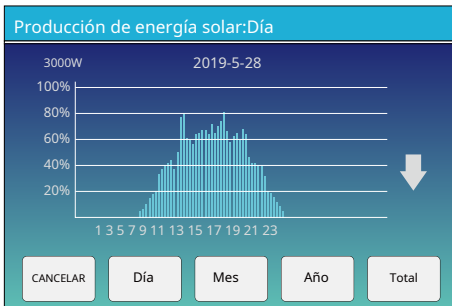 Producción de energía solar:Día
3000W
2019-5-28
100%
80%
60%
40%
20%
1 3 5 7 9 11 13 15 17 19 21 23
CANCELAR
Día
Mes
Año
Total